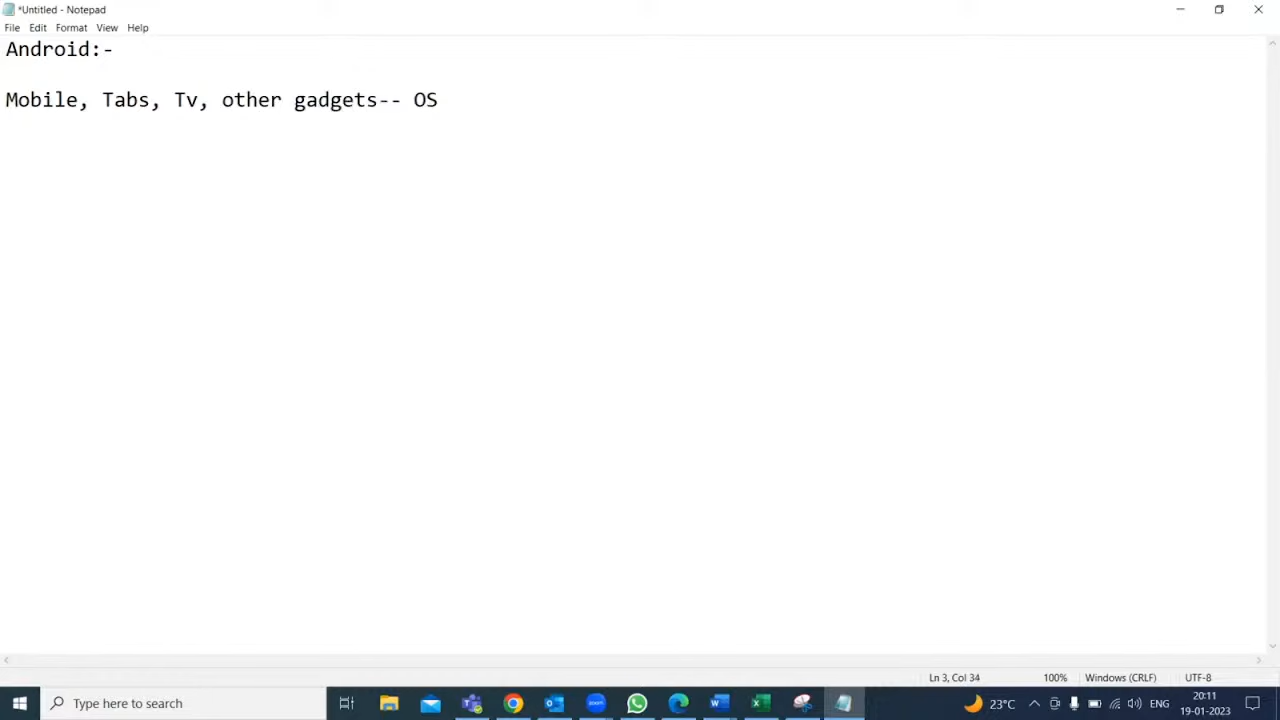 *Untitled - Notepad
File Edit Format View Help
Android:-
Mobile, Tabs, Tv, other gadgets-- OS
Ln 3, Col 34 100% Windows (CRLF) UTF-8
Type here to search
zoom
23°C ENG
20:11
19-01-2023